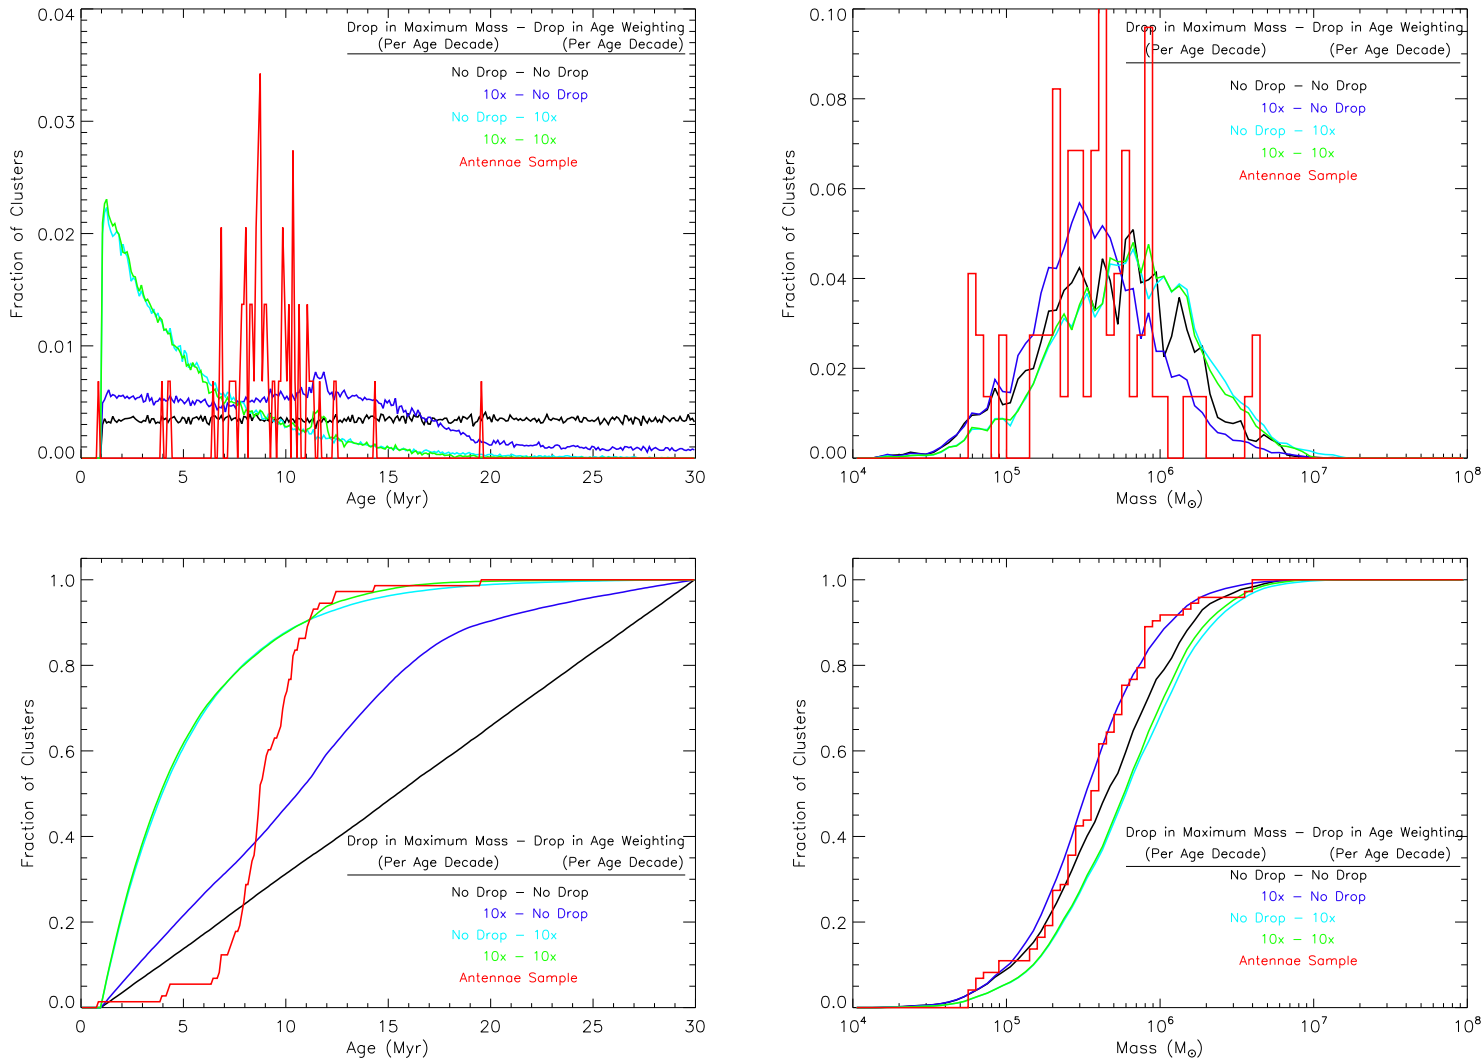 0.04
0.03
0.02
0.01
0.00
Fraction of Clusters
Drop in Maximum Mass – Drop in Age Weighting
(Per Age Decade) (Per Age Decade)
No Drop – No Drop
10x – No Drop
No Drop – 10x
10x – 10x
Antennae Sample
0 5 10 15 20 25 30
Age (Myr)
0.10
0.08
0.06
0.04
0.02
0.00
Fraction of Clusters
Drop in Maximum Mass – Drop in Age Weighting
(Per Age Decade) (Per Age Decade)
No Drop – No Drop
10x – No Drop
No Drop – 10x
10x – 10x
Antennae Sample
10⁴ 10⁵ 10⁶ 10⁷ 10⁸
Mass (M☉)
1.0
0.8
0.6
0.4
0.2
0.0
Fraction of Clusters
Drop in Maximum Mass – Drop in Age Weighting
(Per Age Decade) (Per Age Decade)
No Drop – No Drop
10x – No Drop
No Drop – 10x
10x – 10x
Antennae Sample
0 5 10 15 20 25 30
Age (Myr)
1.0
0.8
0.6
0.4
0.2
0.0
Fraction of Clusters
Drop in Maximum Mass – Drop in Age Weighting
(Per Age Decade) (Per Age Decade)
No Drop – No Drop
10x – No Drop
No Drop – 10x
10x – 10x
Antennae Sample
10⁴ 10⁵ 10⁶ 10⁷ 10⁸
Mass (M☉)